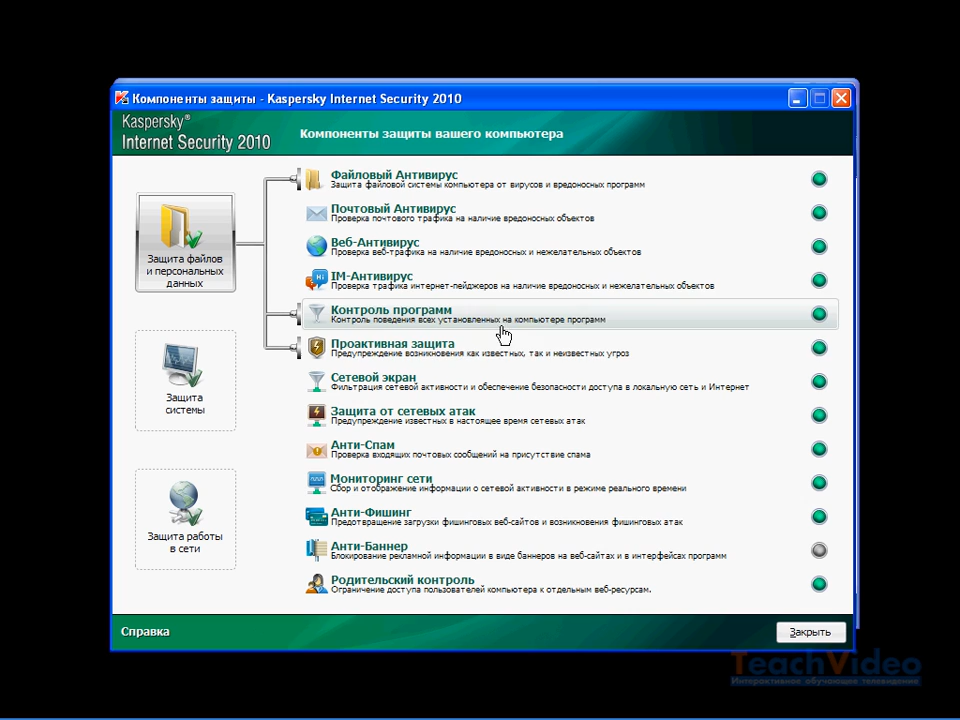 Компоненты защиты - Kaspersky Internet Security 2010
Kaspersky®
Internet Security 2010
Компоненты защиты вашего компьютера
Защита файлов
и персональных
данных
Защита
системы
Защита работы
в сети
Файловый Антивирус
Защита файловой системы компьютера от вирусов и вредоносных программ
Почтовый Антивирус
Проверка почтового трафика на наличие вредоносных объектов
Веб-Антивирус
Проверка веб-трафика на наличие вредоносных и нежелательных объектов
IM-Антивирус
Проверка трафика интернет-пейджеров на наличие вредоносных и нежелательных объектов
Контроль программ
Контроль поведения всех установленных на компьютере программ
Проактивная защита
Предупреждение возникновения как известных, так и неизвестных угроз
Сетевой экран
Фильтрация сетевой активности и обеспечение безопасности доступа в локальную сеть и Интернет
Защита от сетевых атак
Предупреждение известных в настоящее время сетевых атак
Анти-Спам
Проверка входящих почтовых сообщений на присутствие спама
Мониторинг сети
Сбор и отображение информации о сетевой активности в режиме реального времени
Анти-Фишинг
Предотвращение загрузки фишинговых веб-сайтов и возникновения фишинговых атак
Анти-Баннер
Блокирование рекламной информации в виде баннеров на веб-сайтах и в интерфейсах программ
Родительский контроль
Ограничение доступа пользователей компьютера к отдельным веб-ресурсам.
Справка
Закрыть
TeachVideo
Интерактивное обучающее телевидение